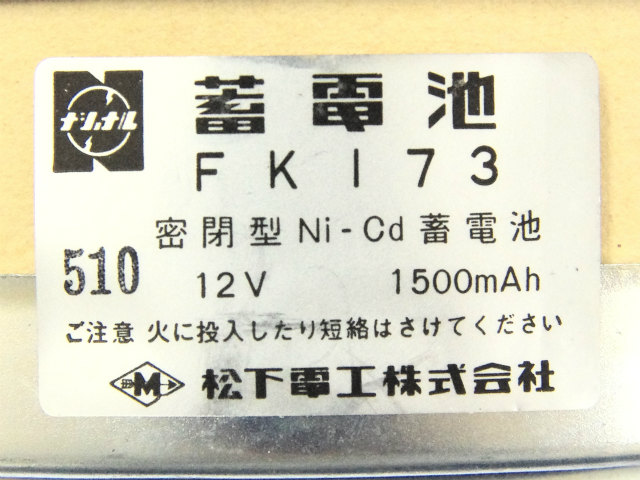 ナショナル
蓄電池
FK173
密閉型Ni-Cd蓄電池
510
12V 1500mAh
ご注意 火に投入したり短絡はさけてください
M 松下電工株式会社